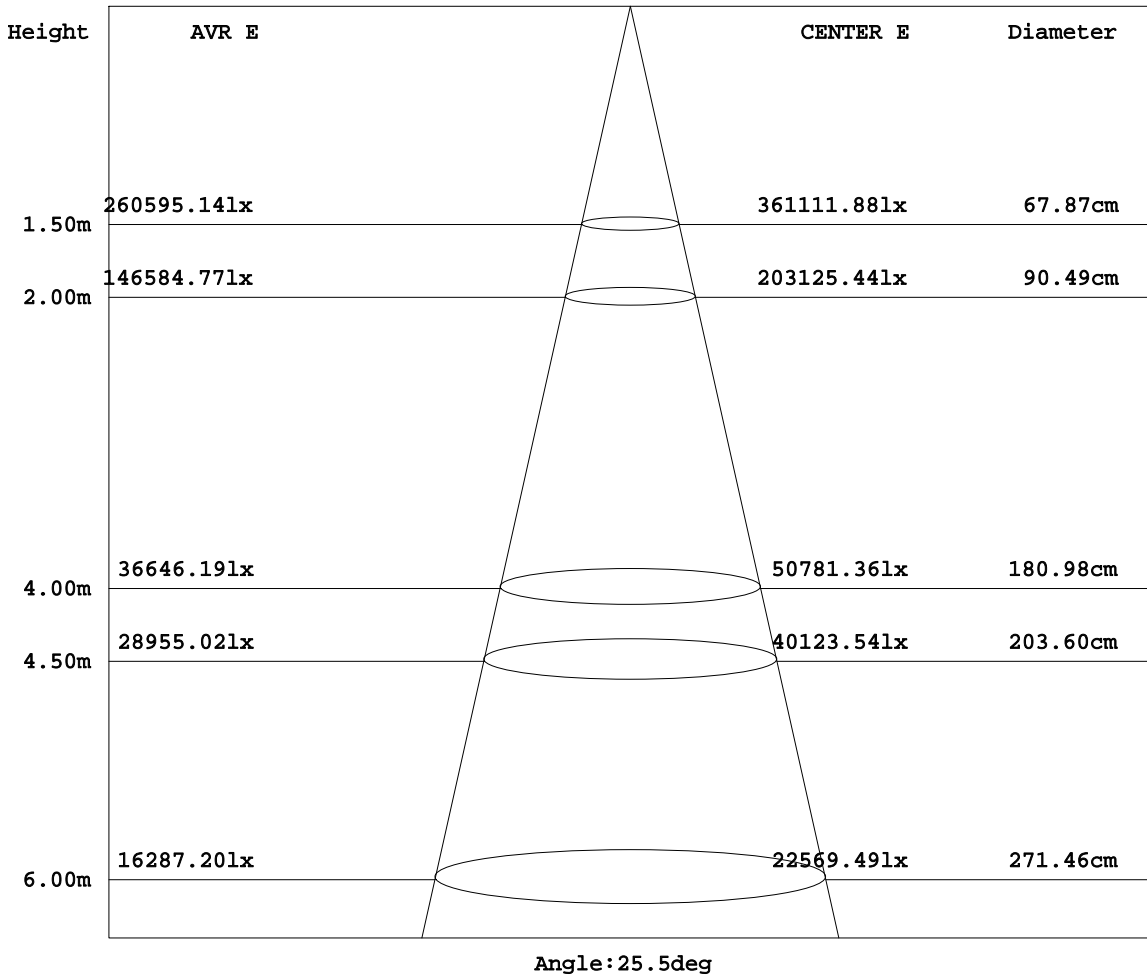 Height AVR E CENTER E Diameter
260595.14lx 361111.88lx 67.87cm
1.50m
146584.77lx 203125.44lx 90.49cm
2.00m
36646.19lx 50781.36lx 180.98cm
4.00m
28955.02lx 40123.54lx 203.60cm
4.50m
16287.20lx 22569.49lx 271.46cm
6.00m
Angle:25.5deg